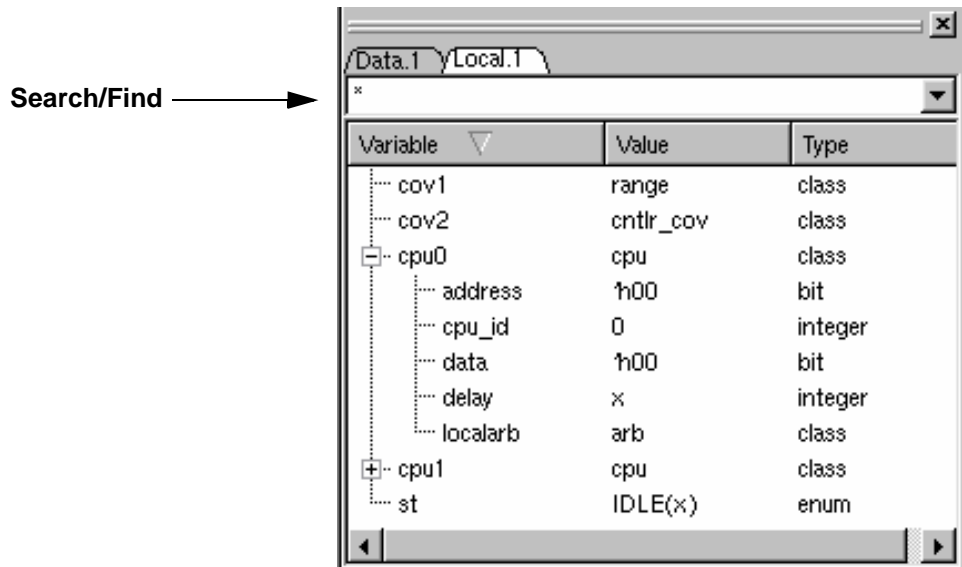 Data.1 Local.1
Search/Find
*
Variable Value Type
cov1 range class
cov2 cntlr_cov class
cpu0 cpu class
address 'h00 bit
cpu_id 0 integer
data 'h00 bit
delay x integer
localarb arb class
cpu1 cpu class
st IDLE(x) enum